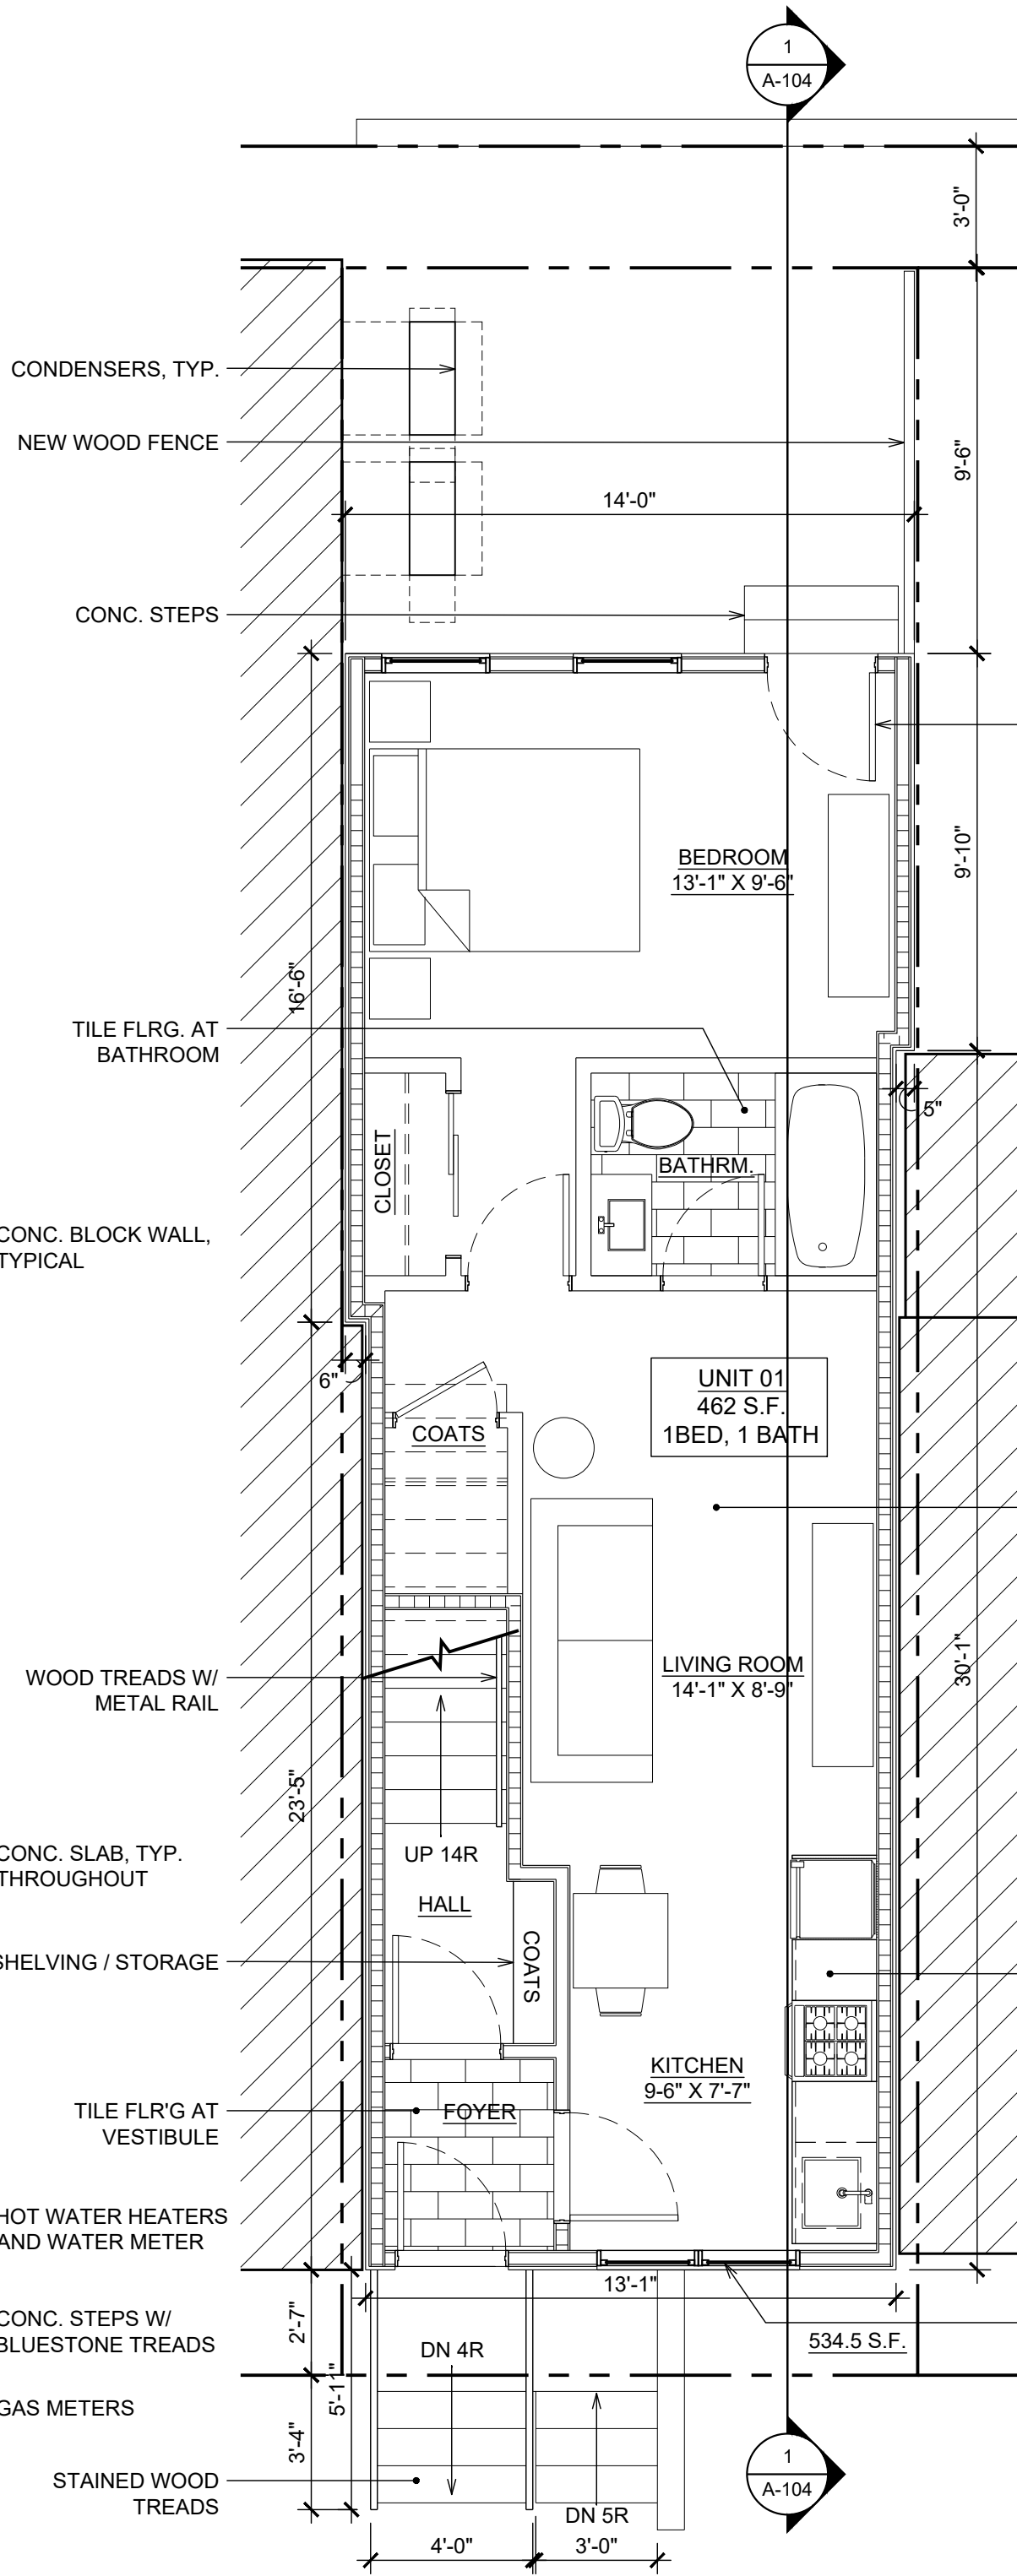 1
A-104
3'-0"
CONDENSERS, TYP.
NEW WOOD FENCE
9'-6"
14'-0"
CONC. STEPS
BEDROOM
13'-1" X 9'-6"
9'-10"
16'-6"
TILE FLRG. AT
BATHROOM
5"
CLOSET
BATHRM.
CONC. BLOCK WALL,
TYPICAL
6"
UNIT 01
462 S.F.
1BED, 1 BATH
COATS
WOOD TREADS W/
METAL RAIL
LIVING ROOM
14'-1" X 8'-9"
30'-1"
23'-5"
UP 14R
CONC. SLAB, TYP.
THROUGHOUT
HALL
COATS
SHELVING / STORAGE
KITCHEN
9-6" X 7'-7"
TILE FLR'G AT
VESTIBULE
FOYER
HOT WATER HEATERS
AND WATER METER
13'-1"
CONC. STEPS W/
BLUESTONE TREADS
2'-7"
534.5 S.F.
DN 4R
5'-11"
GAS METERS
3'-4"
STAINED WOOD
TREADS
1
A-104
DN 5R
4'-0"
3'-0"